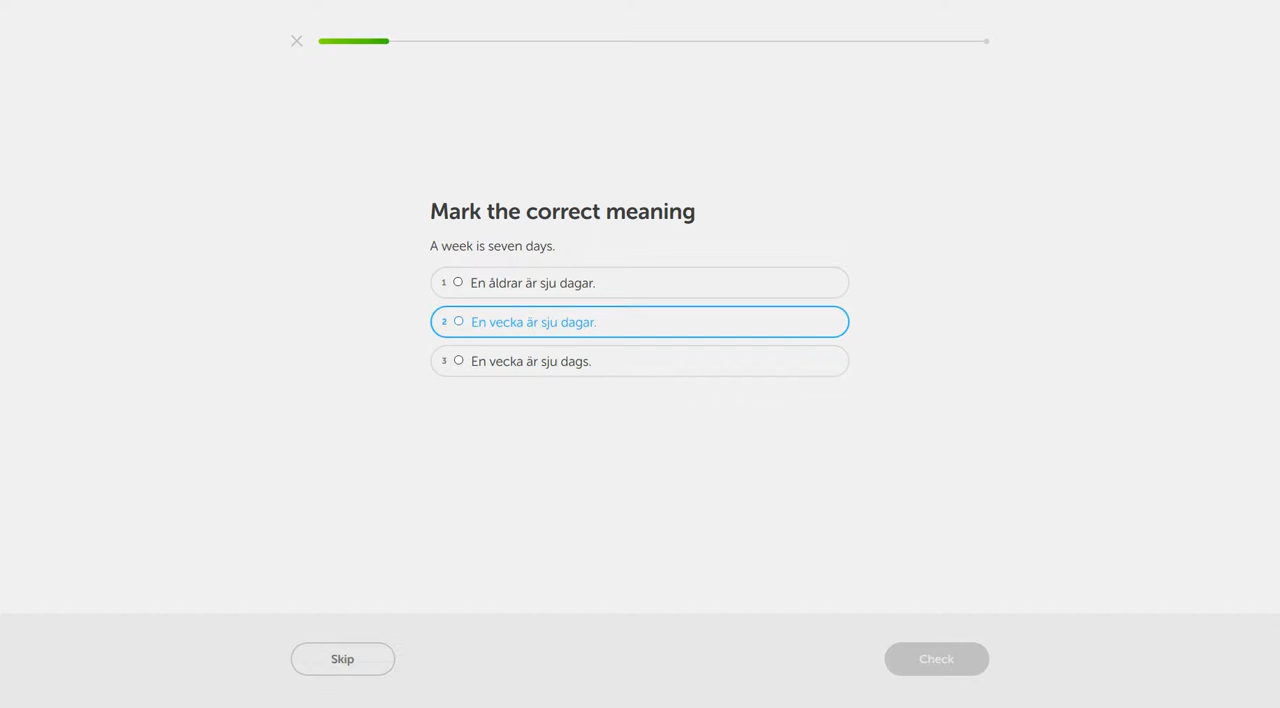 Mark the correct meaning
A week is seven days.
1 En åldrar är sju dagar.
2 En vecka är sju dagar.
3 En vecka är sju dags.
Skip
Check